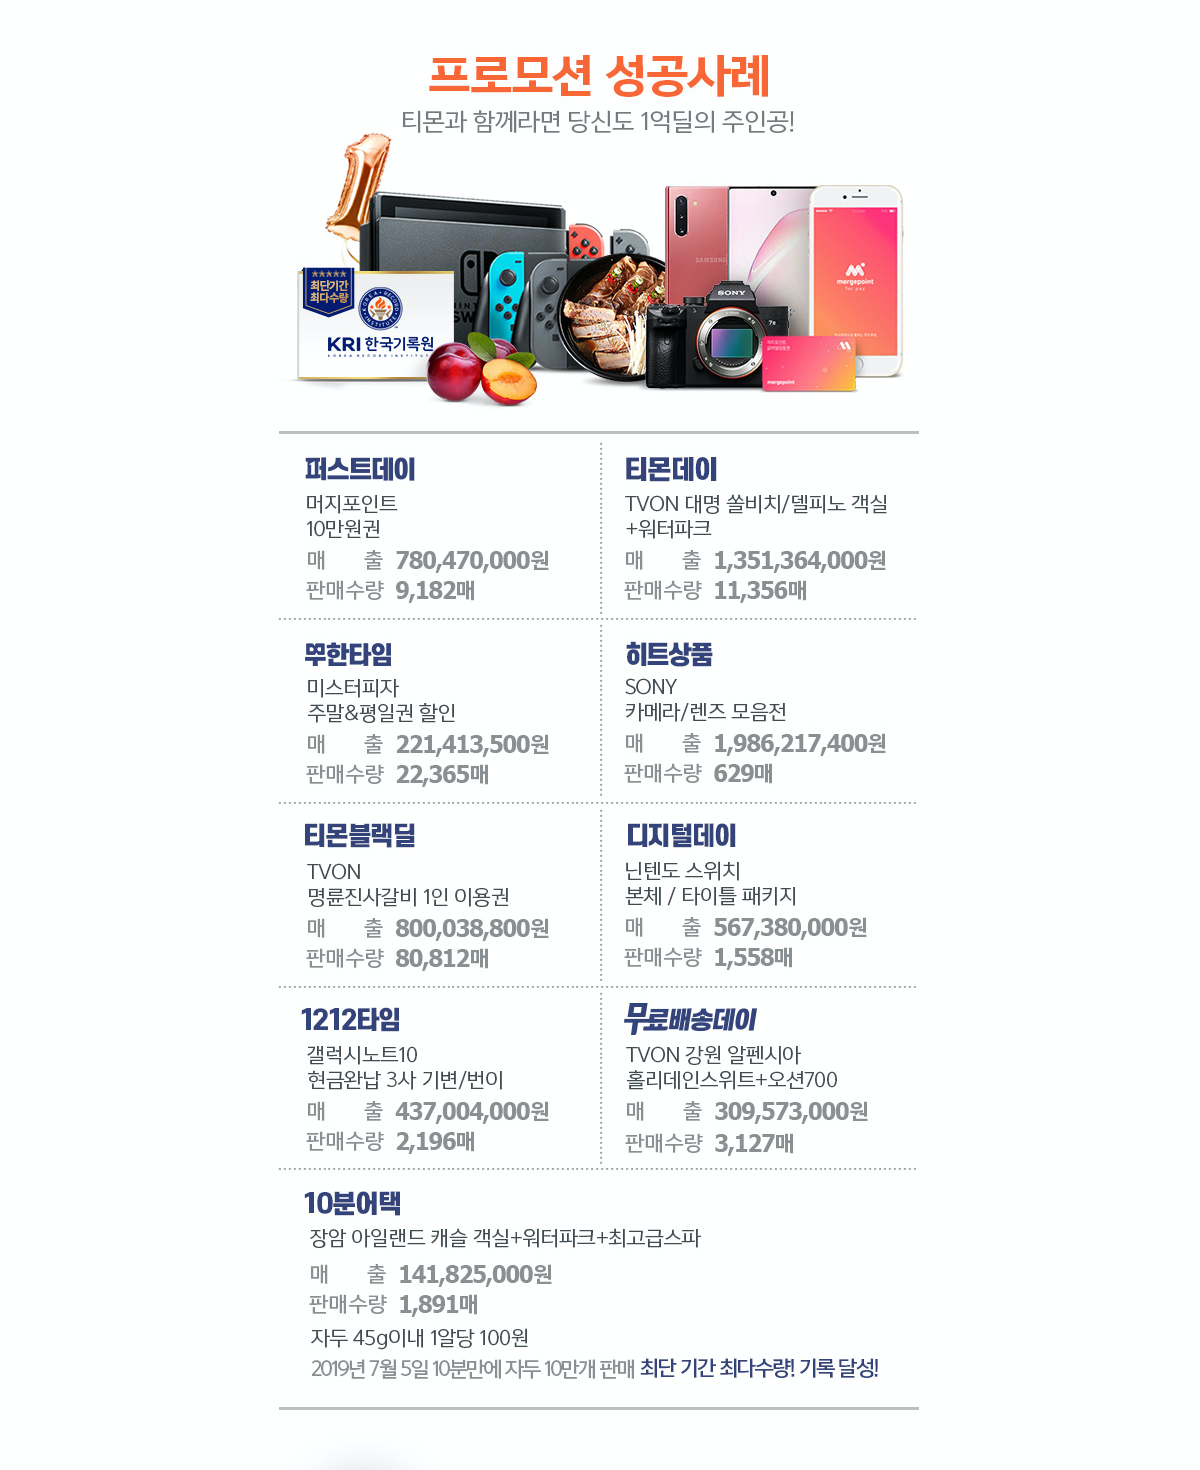 프로모션 성공사례
티몬과 함께라면 당신도 1억딜의 주인공!
★★★★★
최단기간
최다수량
KOREA RECORD INSTITUTE
KRI 한국기록원
KOREA RECORD INSTITUTE
SAMSUNG
SONY
mergepoint
for pay
머지포인트
mergepoint
퍼스트데이
머지포인트
10만원권
매 출 780,470,000원
판매수량 9,182매
티몬데이
TVON 대명 쏠비치/델피노 객실
+워터파크
매 출 1,351,364,000원
판매수량 11,356매
무한타임
미스터피자
주말&평일권 할인
매 출 221,413,500원
판매수량 22,365매
히트상품
SONY
카메라/렌즈 모음전
매 출 1,986,217,400원
판매수량 629매
티몬블랙딜
TVON
명륜진사갈비 1인 이용권
매 출 800,038,800원
판매수량 80,812매
디지털데이
닌텐도 스위치
본체 / 타이틀 패키지
매 출 567,380,000원
판매수량 1,558매
1212타임
갤럭시노트10
현금완납 3사 기변/번이
매 출 437,004,000원
판매수량 2,196매
무료배송데이
TVON 강원 알펜시아
홀리데인스위트+오션700
매 출 309,573,000원
판매수량 3,127매
10분어택
장암 아일랜드 캐슬 객실+워터파크+최고급스파
매 출 141,825,000원
판매수량 1,891매
자두 45g이내 1알당 100원
2019년 7월 5일 10분만에 자두 10만개 판매 최단 기간 최다수량! 기록 달성!